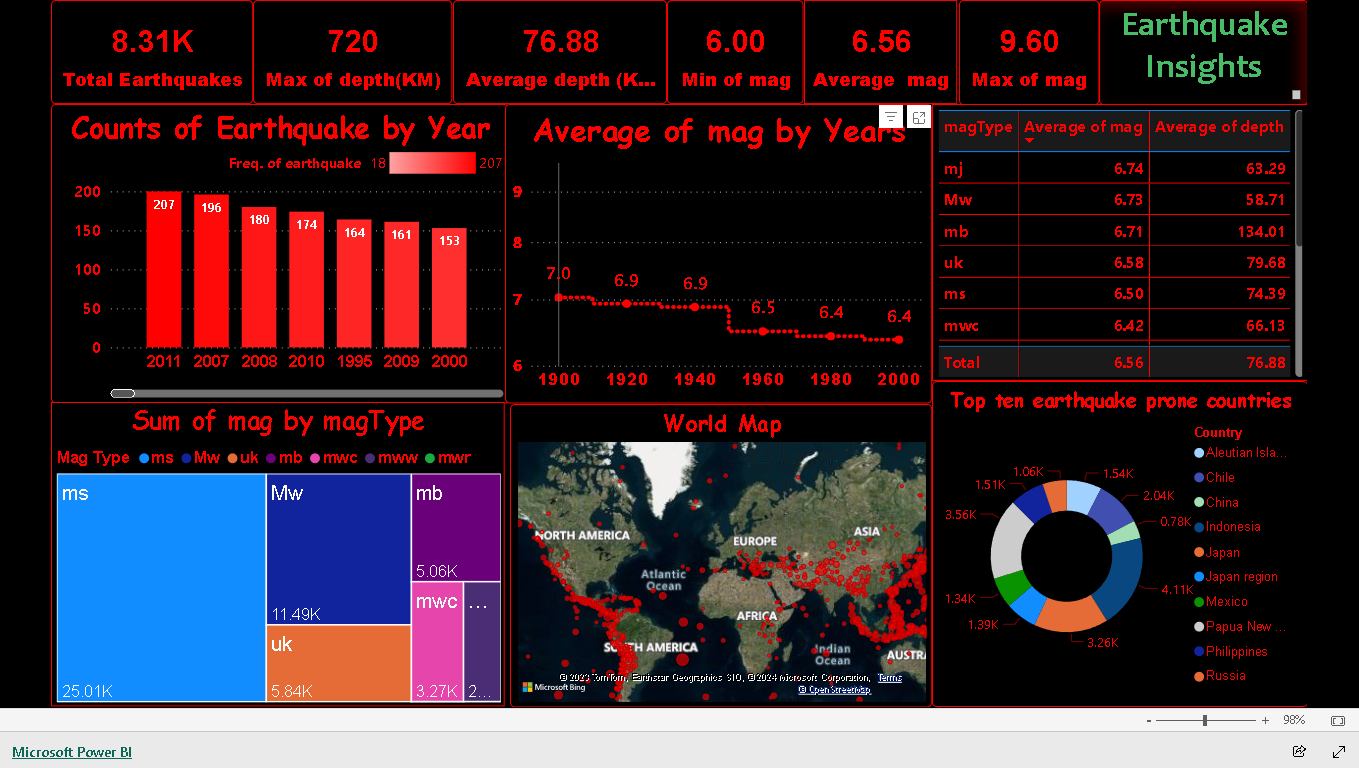 8.31K
Total Earthquakes
720
Max of depth(KM)
76.88
Average depth (K...
6.00
Min of mag
6.56
Average mag
9.60
Max of mag
Earthquake
Insights
Counts of Earthquake by Year
Freq. of earthquake 18 207
200
150
100
50
0
207
196
180
174
164
161
153
2011 2007 2008 2010 1995 2009 2000
Average of mag by Years
9
8
7
6
7.0
6.9
6.9
6.5
6.4
6.4
1900 1920 1940 1960 1980 2000
magType Average of mag Average of depth
mj 6.74 63.29
Mw 6.73 58.71
mb 6.71 134.01
uk 6.58 79.68
ms 6.50 74.39
mwc 6.42 66.13
Total 6.56 76.88
Sum of mag by magType
Mag Type ms Mw uk mb mwc mww mwr
ms
25.01K
Mw
11.49K
uk
5.84K
mb
5.06K
mwc
3.27K
...
2...
World Map
NORTH AMERICA
EUROPE
ASIA
Atlantic
Ocean
AFRICA
SOUTH AMERICA
Indian
Ocean
AUSTRA
© 2023 TomTom, Earthstar Geographics SIO, © 2024 Microsoft Corporation, Terms
Microsoft Bing
© OpenStreetMap
Top ten earthquake prone countries
1.06K
1.54K
1.51K
2.04K
3.56K
0.78K
4.11K
1.34K
1.39K
3.26K
Country
Aleutian Isla...
Chile
China
Indonesia
Japan
Japan region
Mexico
Papua New ...
Philippines
Russia
- + 98%
Microsoft Power BI